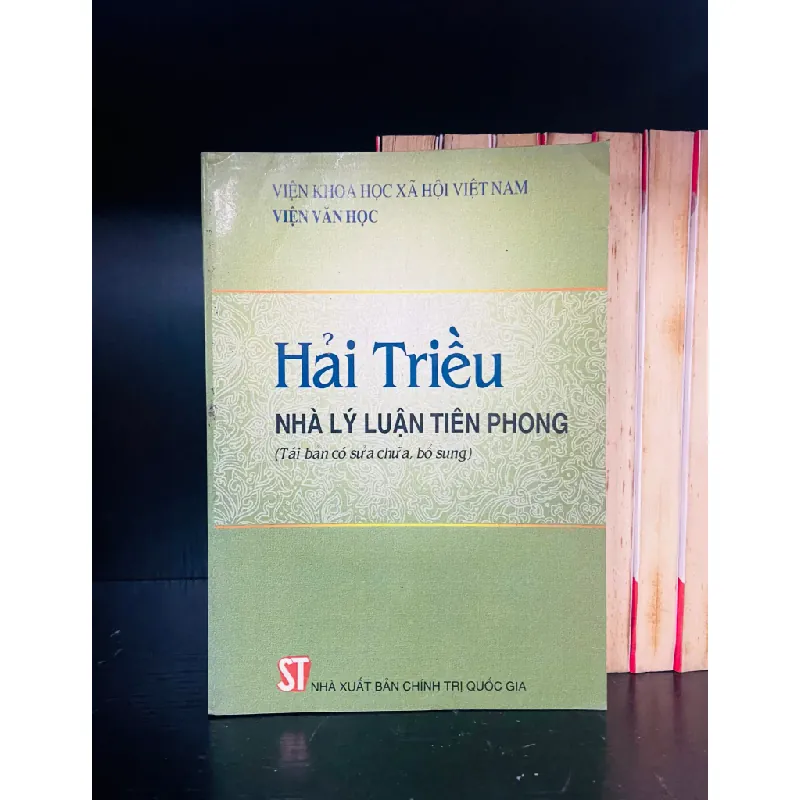 VIỆN KHOA HỌC XÃ HỘI VIỆT NAM
VIỆN VĂN HỌC
Hải Triều
NHÀ LÝ LUẬN TIÊN PHONG
(Tái bản có sửa chữa, bổ sung)
ST NHÀ XUẤT BẢN CHÍNH TRỊ QUỐC GIA